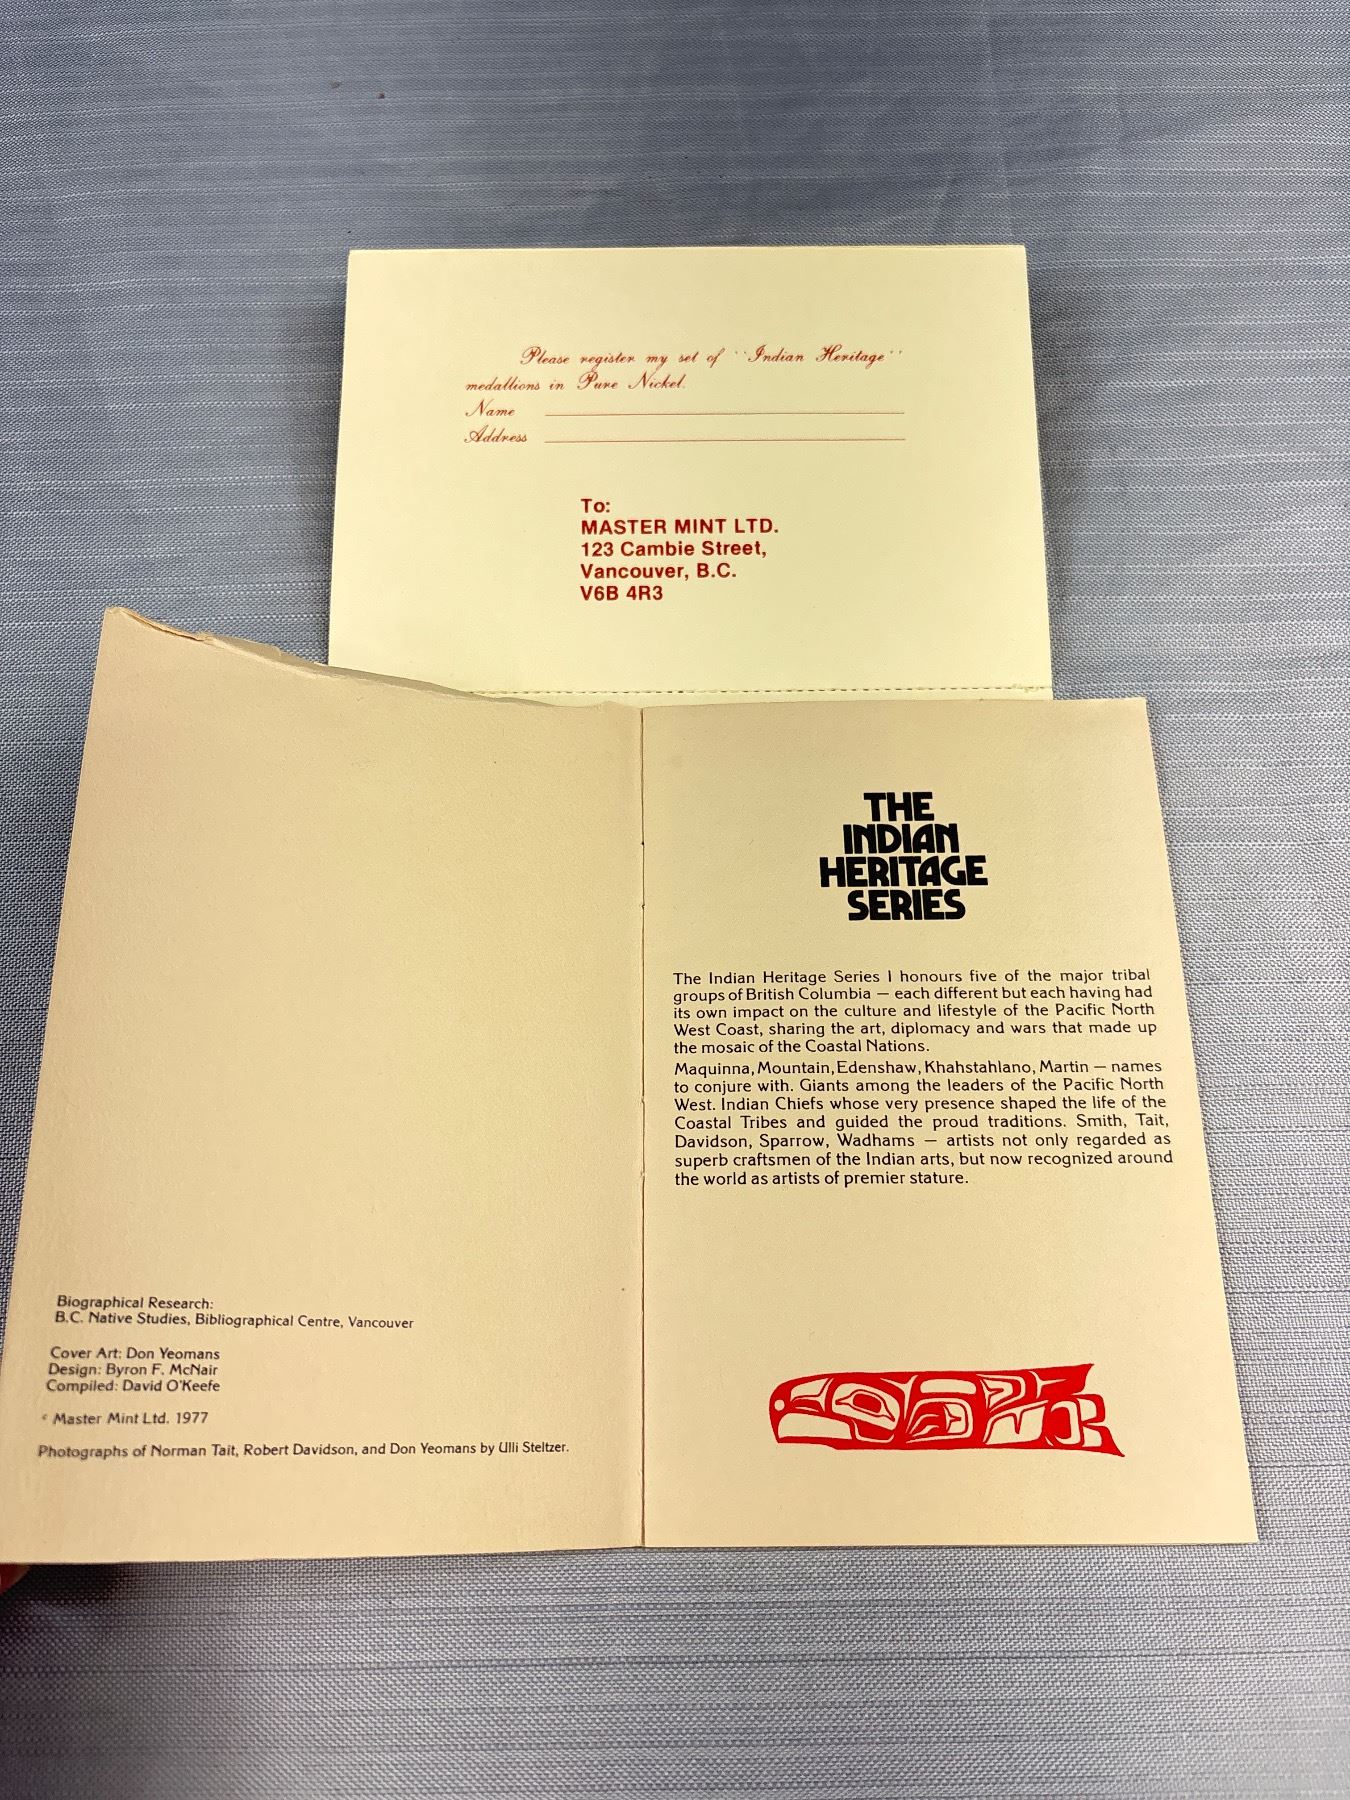 Please register my set of "Indian Heritage"
medallions in Pure Nickel.
Name
Address
To:
MASTER MINT LTD.
123 Cambie Street,
Vancouver, B.C.
V6B 4R3
Biographical Research:
B.C. Native Studies, Bibliographical Centre, Vancouver
Cover Art: Don Yeomans
Design: Byron F. McNair
Compiled: David O'Keefe
© Master Mint Ltd. 1977
Photographs of Norman Tait, Robert Davidson, and Don Yeomans by Ulli Steltzer.
THE
INDIAN
HERITAGE
SERIES
The Indian Heritage Series I honours five of the major tribal
groups of British Columbia — each different but each having had
its own impact on the culture and lifestyle of the Pacific North
West Coast, sharing the art, diplomacy and wars that made up
the mosaic of the Coastal Nations.
Maquinna, Mountain, Edenshaw, Khahstahlano, Martin — names
to conjure with. Giants among the leaders of the Pacific North
West. Indian Chiefs whose very presence shaped the life of the
Coastal Tribes and guided the proud traditions. Smith, Tait,
Davidson, Sparrow, Wadhams — artists not only regarded as
superb craftsmen of the Indian arts, but now recognized around
the world as artists of premier stature.